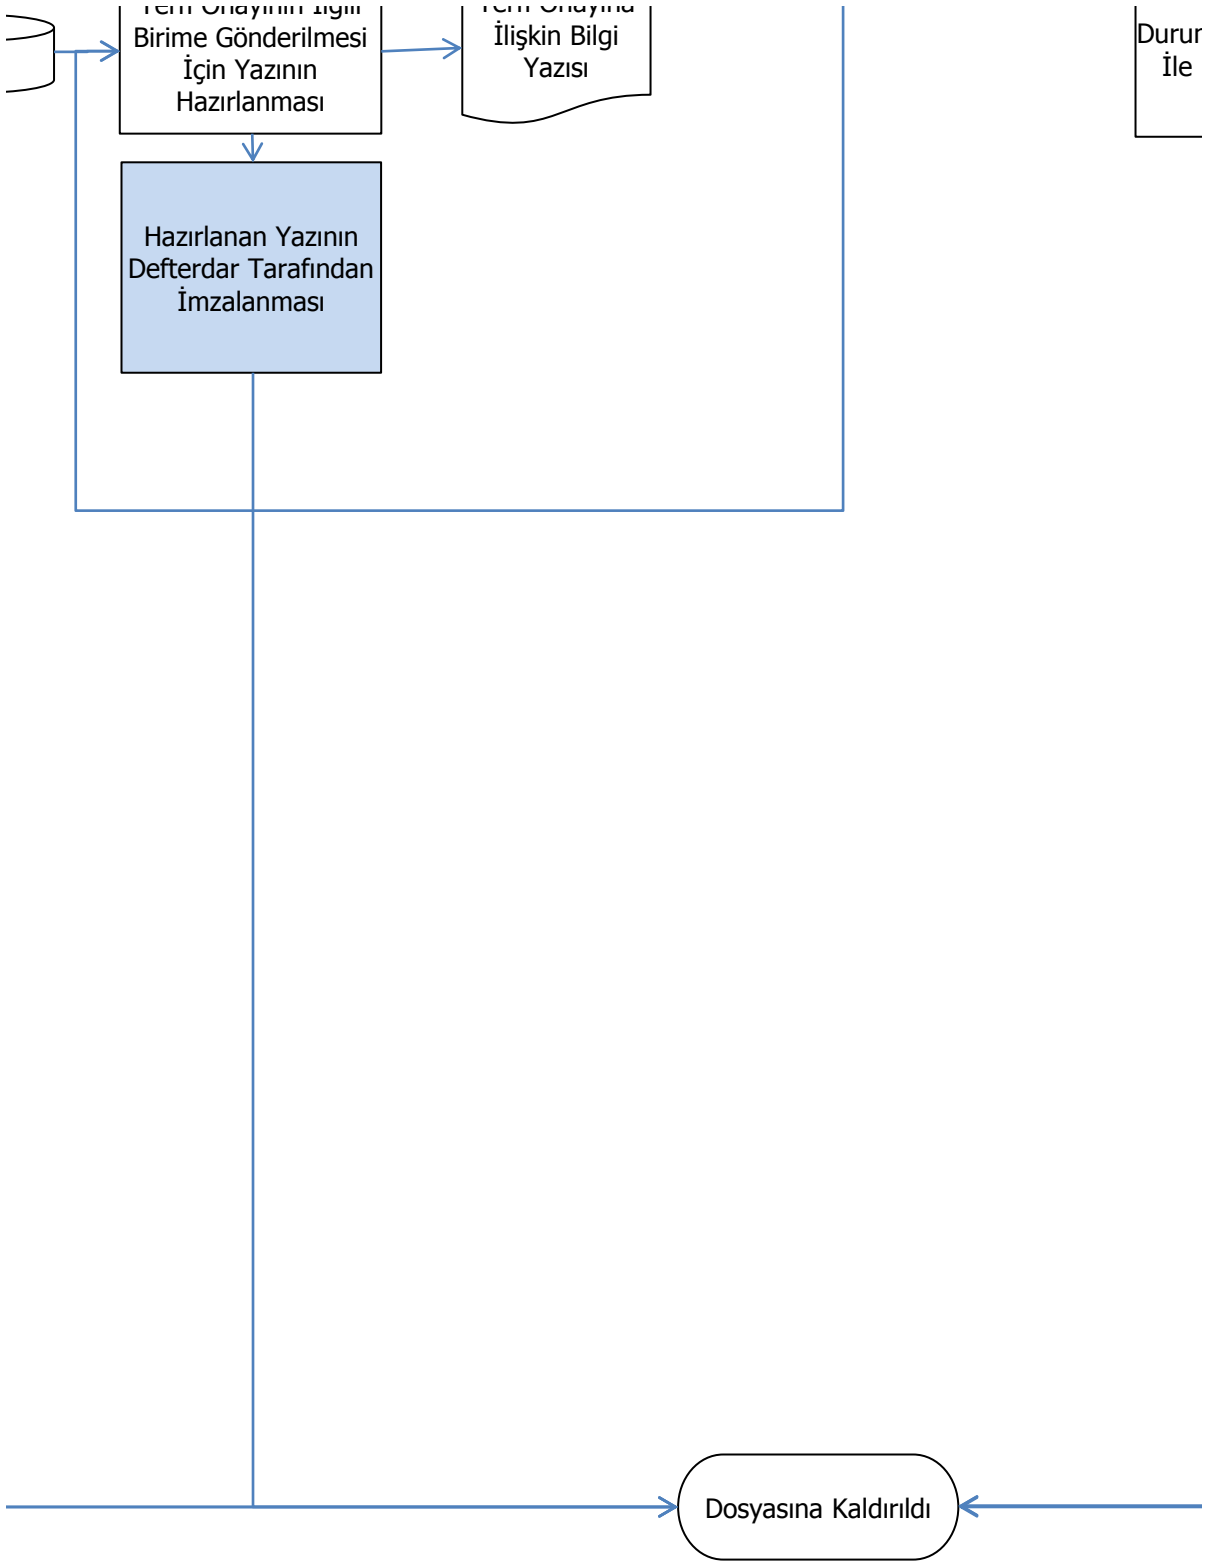 Birime Gönderilmesi
İçin Yazının
Hazırlanması
İlişkin Bilgi
Yazısı
İle
Hazırlanan Yazının
Defterdar Tarafından
İmzalanması
Dosyasına Kaldırıldı